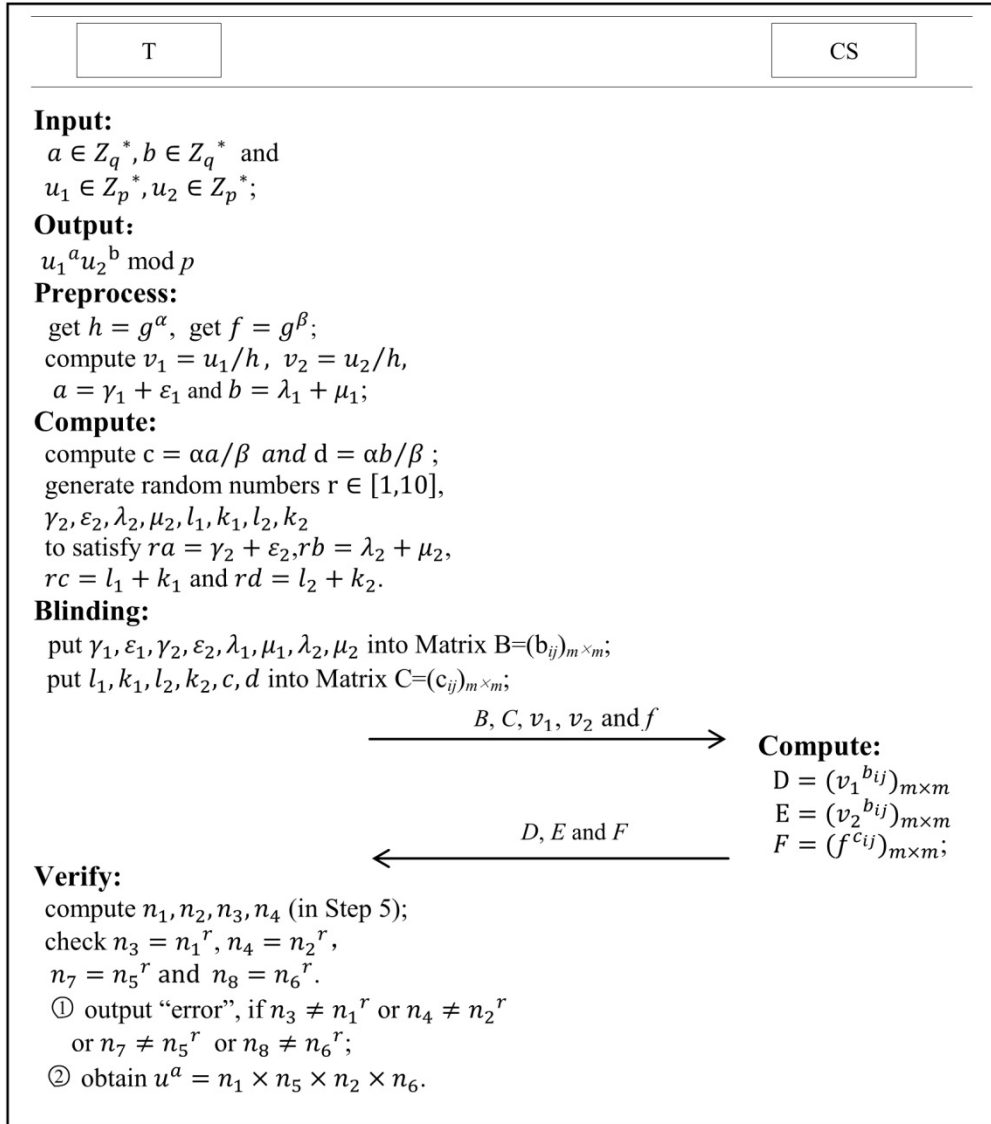 T
CS
Input:
a ∈ Z_q^*, b ∈ Z_q^* and
u_1 ∈ Z_p^*, u_2 ∈ Z_p^*;
Output：
u_1^a u_2^b mod p
Preprocess:
get h = g^α, get f = g^β;
compute v_1 = u_1/h , v_2 = u_2/h,
a = γ_1 + ε_1 and b = λ_1 + μ_1;
Compute:
compute c = αa/β and d = αb/β ;
generate random numbers r ∈ [1,10],
γ_2, ε_2, λ_2, μ_2, l_1, k_1, l_2, k_2
to satisfy ra = γ_2 + ε_2,rb = λ_2 + μ_2,
rc = l_1 + k_1 and rd = l_2 + k_2.
Blinding:
put γ_1, ε_1, γ_2, ε_2, λ_1, μ_1, λ_2, μ_2 into Matrix B=(b_ij)_m×m;
put l_1, k_1, l_2, k_2, c, d into Matrix C=(c_ij)_m×m;
B, C, v_1, v_2 and f
Compute:
D = (v_1^b_ij)_m×m
E = (v_2^b_ij)_m×m
F = (f^c_ij)_m×m;
D, E and F
Verify:
compute n_1, n_2, n_3, n_4 (in Step 5);
check n_3 = n_1^r, n_4 = n_2^r,
n_7 = n_5^r and n_8 = n_6^r.
① output “error”, if n_3 ≠ n_1^r or n_4 ≠ n_2^r
or n_7 ≠ n_5^r or n_8 ≠ n_6^r;
② obtain u^a = n_1 × n_5 × n_2 × n_6.